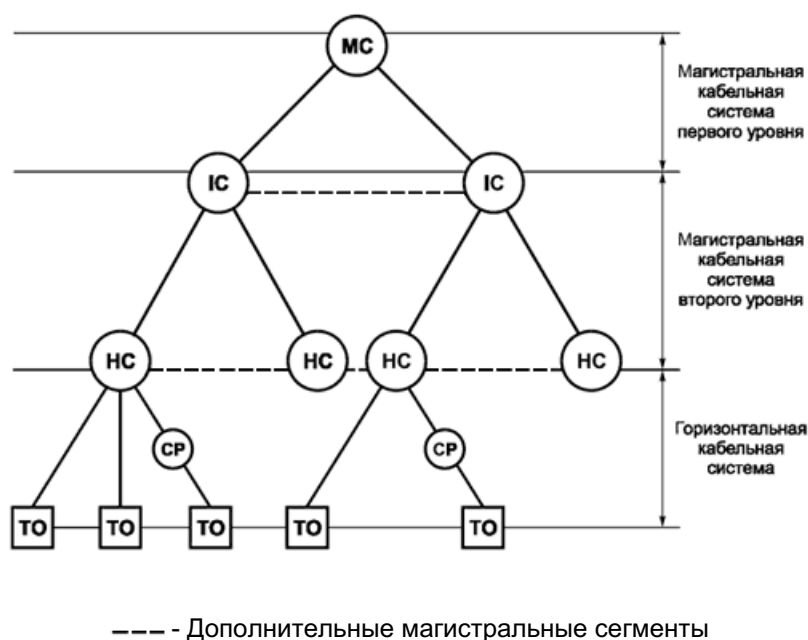 MC
Магистральная
кабельная
система
первого уровня
IC IC
Магистральная
кабельная
система
второго уровня
HC HC HC HC
Горизонтальная
кабельная
система
CP CP
TO TO TO TO TO
- Дополнительные магистральные сегменты